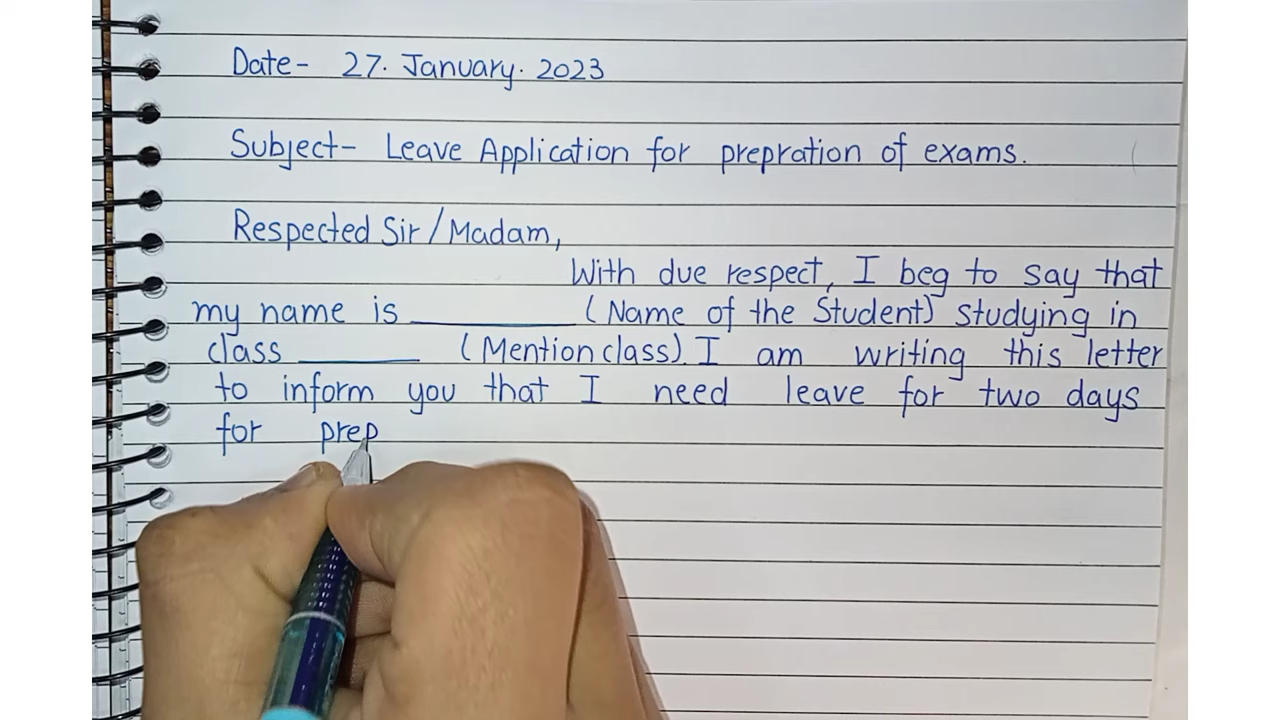 Date- 27. January. 2023
Subject- Leave Application for prepration of exams.
Respected Sir/Madam,
With due respect, I beg to say that
my name is __________ (Name of the Student) studying in
class ________ (Mention class). I am writing this letter
to inform you that I need leave for two days
for prep